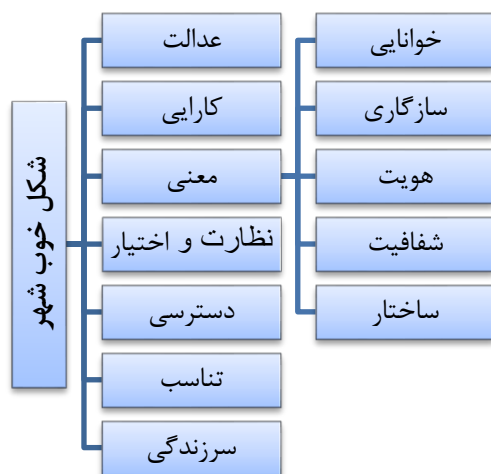 شکل خوب شهر
عدالت
کارایی
معنی
نظارت و اختیار
دسترسی
تناسب
سرزندگی
خوانایی
سازگاری
هویت
شفافیت
ساختار